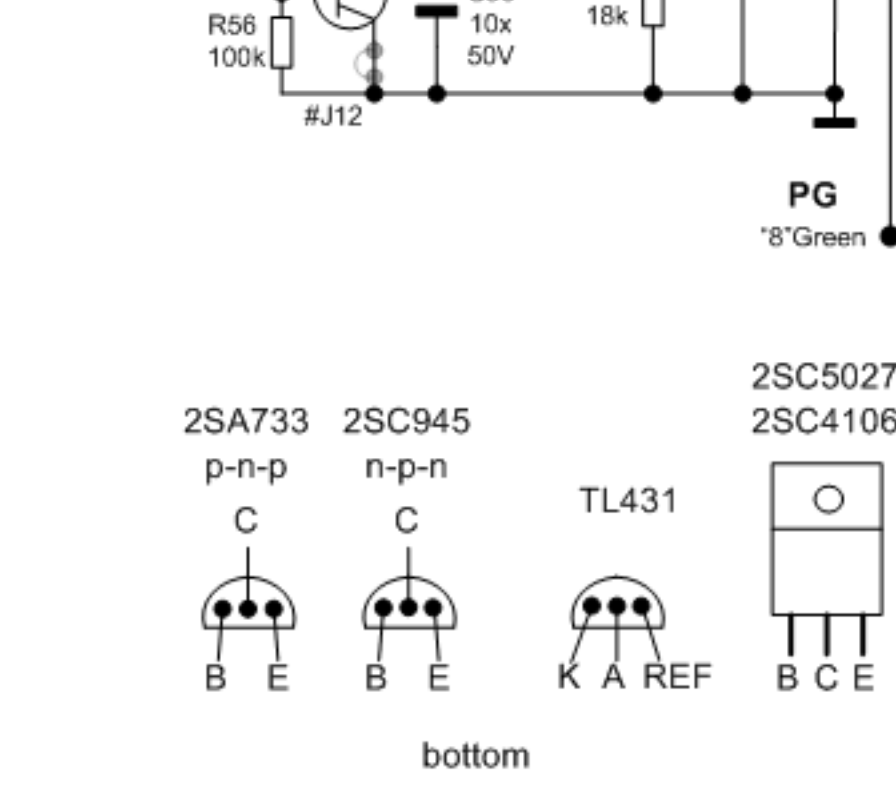 R56
100k
10x
50V
18k
#J12
PG
"8"Green
2SC5027
2SC4106
2SA733
p-n-p
C
B E
2SC945
n-p-n
C
B E
TL431
K A REF
B C E
bottom